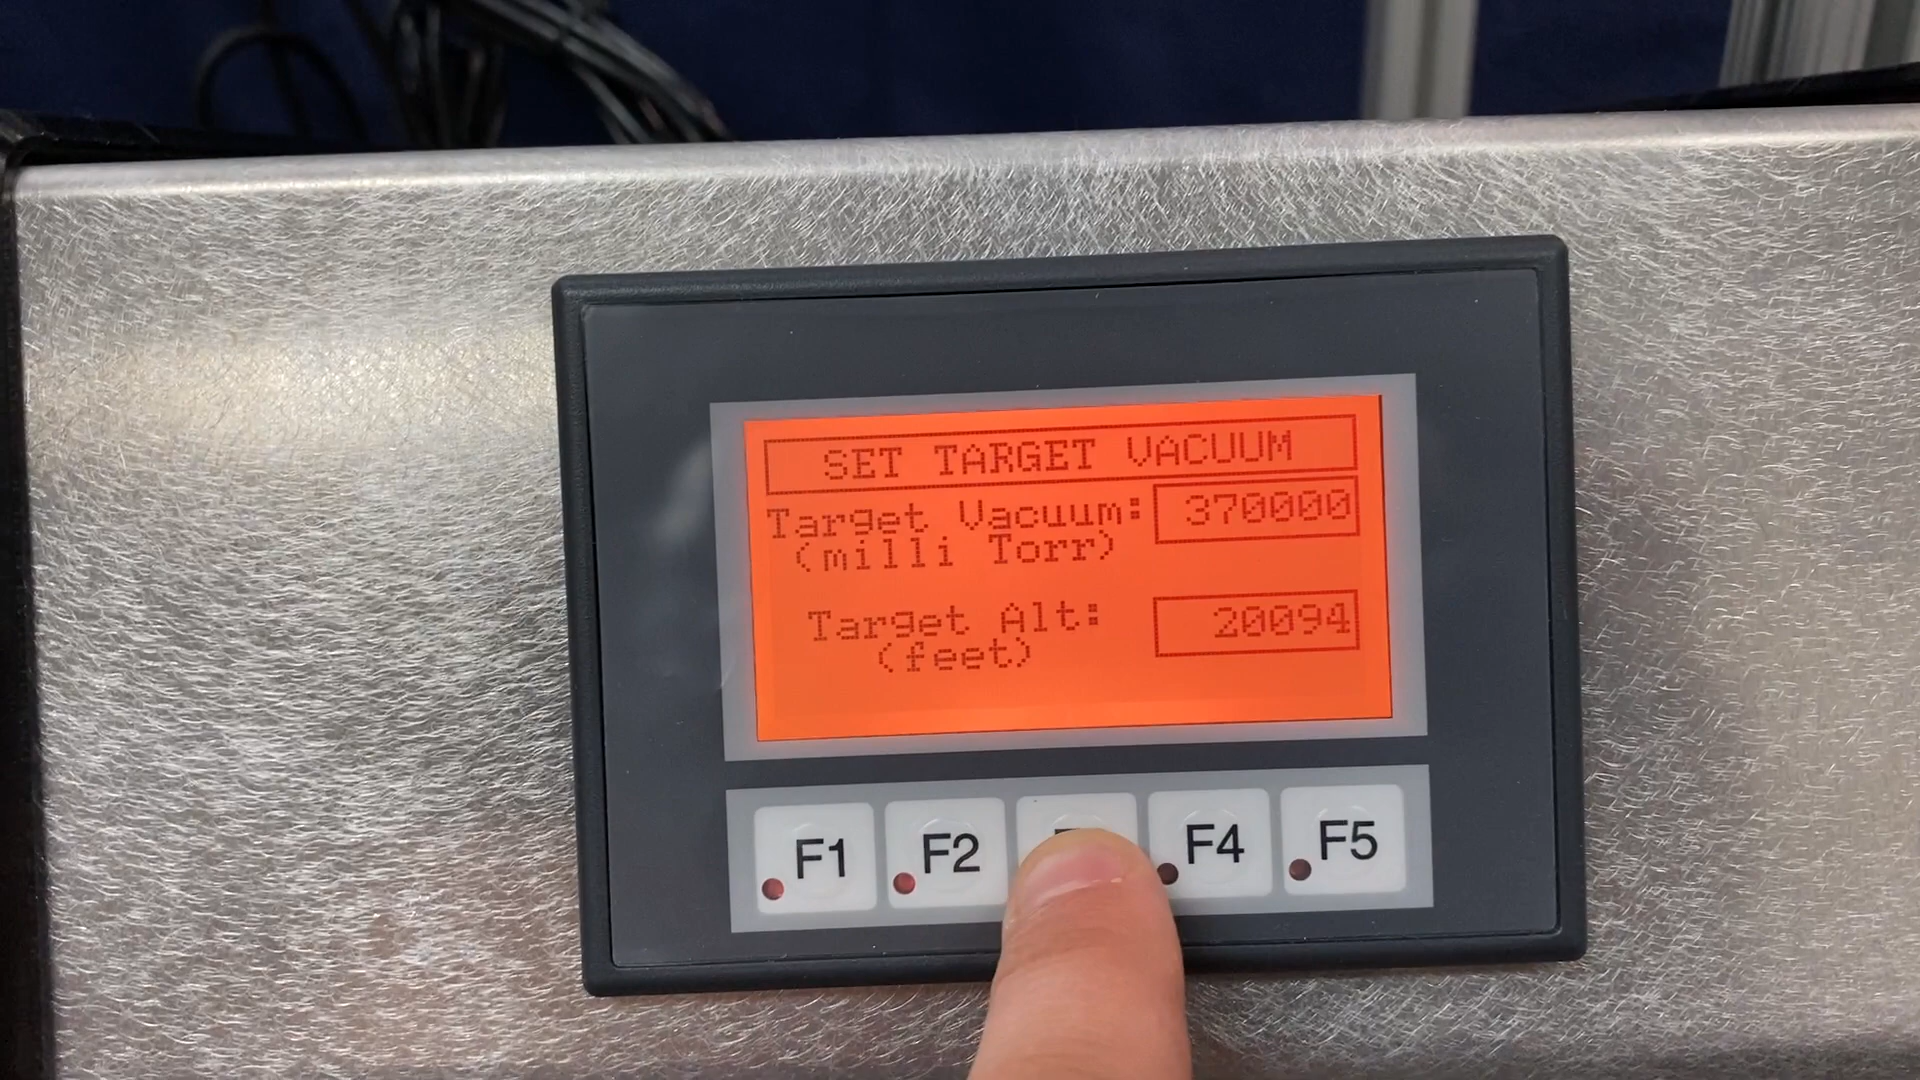 SET TARGET VACUUM
Target Vacuum: 370000
(milli Torr)
Target Alt: 20094
(feet)
F1 F2 F4 F5